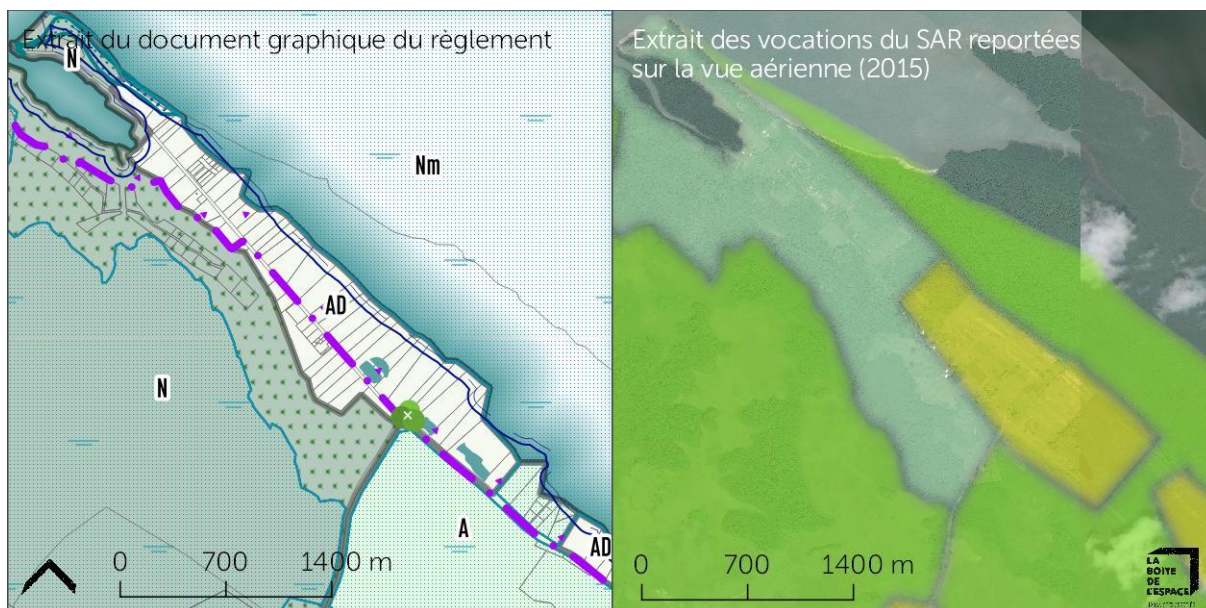 Extrait du document graphique du règlement
N
Nm
AD
N
A
AD
0 700 1400 m
Extrait des vocations du SAR reportées
sur la vue aérienne (2015)
0 700 1400 m
LA
BOITE
DE
L'ESPACE